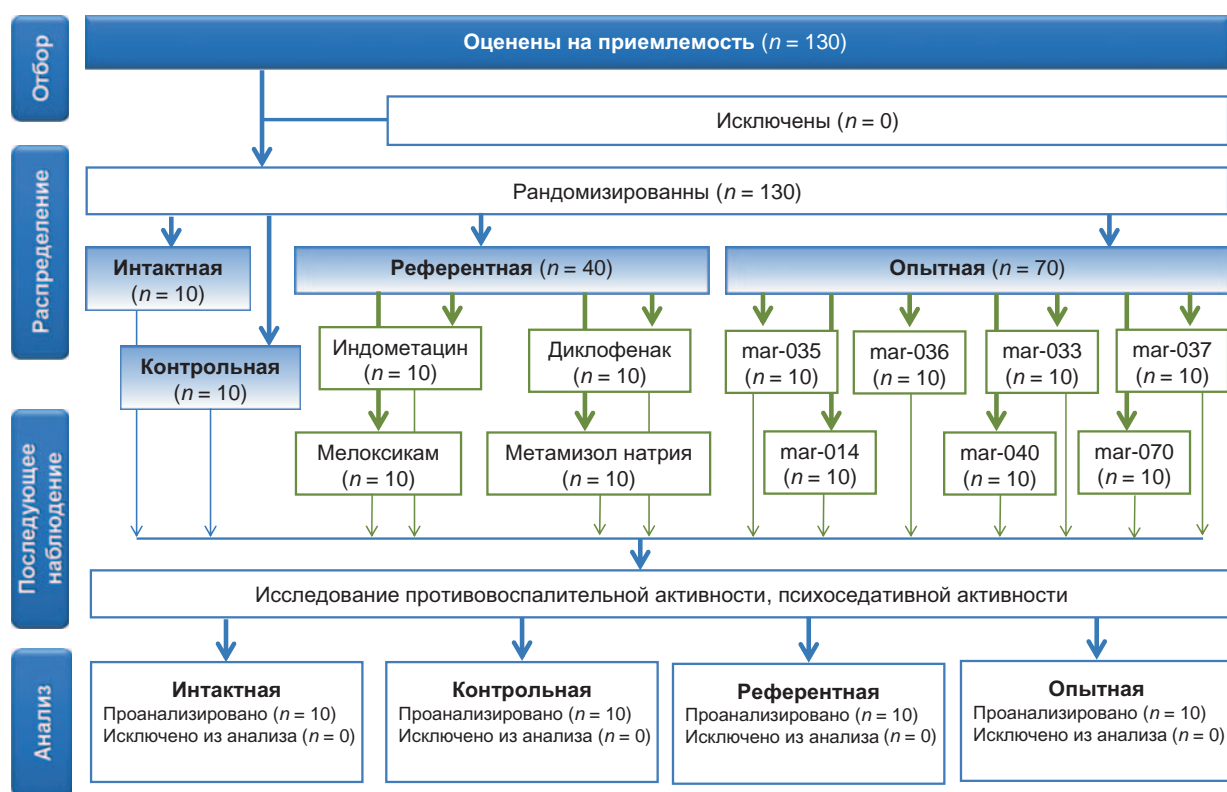 Отбор
Оценены на приемлемость (n = 130)
Исключены (n = 0)
Распределение
Рандомизированны (n = 130)
Интактная
(n = 10)
Контрольная
(n = 10)
Референтная (n = 40)
Индометацин
(n = 10)
Диклофенак
(n = 10)
Мелоксикам
(n = 10)
Метамизол натрия
(n = 10)
Опытная (n = 70)
mar-035
(n = 10)
mar-036
(n = 10)
mar-033
(n = 10)
mar-037
(n = 10)
mar-014
(n = 10)
mar-040
(n = 10)
mar-070
(n = 10)
Последующее
наблюдение
Исследование противовоспалительной активности, психоседативной активности
Анализ
Интактная
Проанализировано (n = 10)
Исключено из анализа (n = 0)
Контрольная
Проанализировано (n = 10)
Исключено из анализа (n = 0)
Референтная
Проанализировано (n = 10)
Исключено из анализа (n = 0)
Опытная
Проанализировано (n = 10)
Исключено из анализа (n = 0)